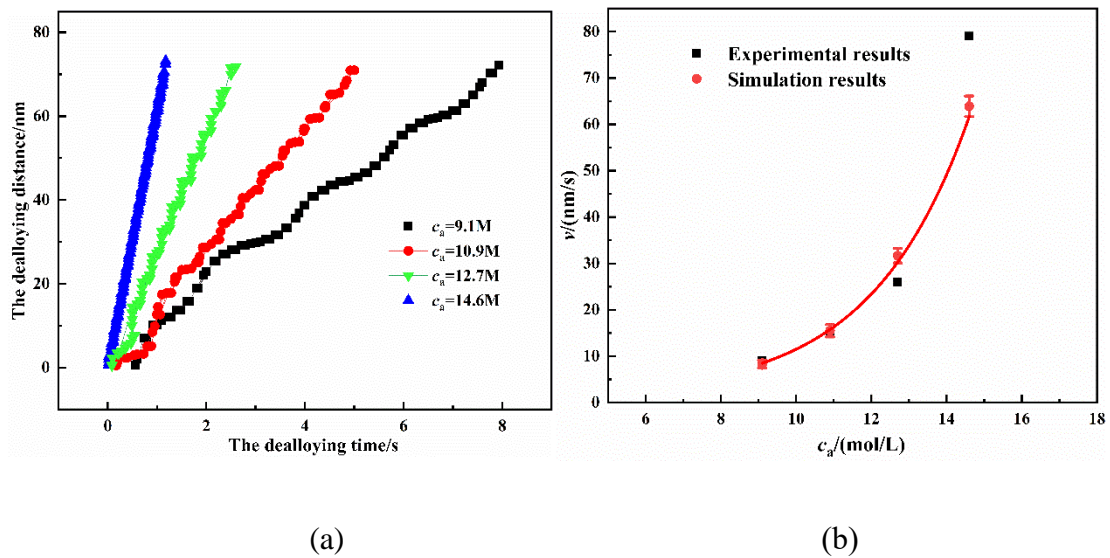 The dealloying distance/nm
80
60
40
20
0
0
2
4
6
8
The dealloying time/s
cₐ=9.1M
cₐ=10.9M
cₐ=12.7M
cₐ=14.6M
(a)
v/(nm/s)
80
70
60
50
40
30
20
10
0
6
8
10
12
14
16
18
cₐ/(mol/L)
Experimental results
Simulation results
(b)